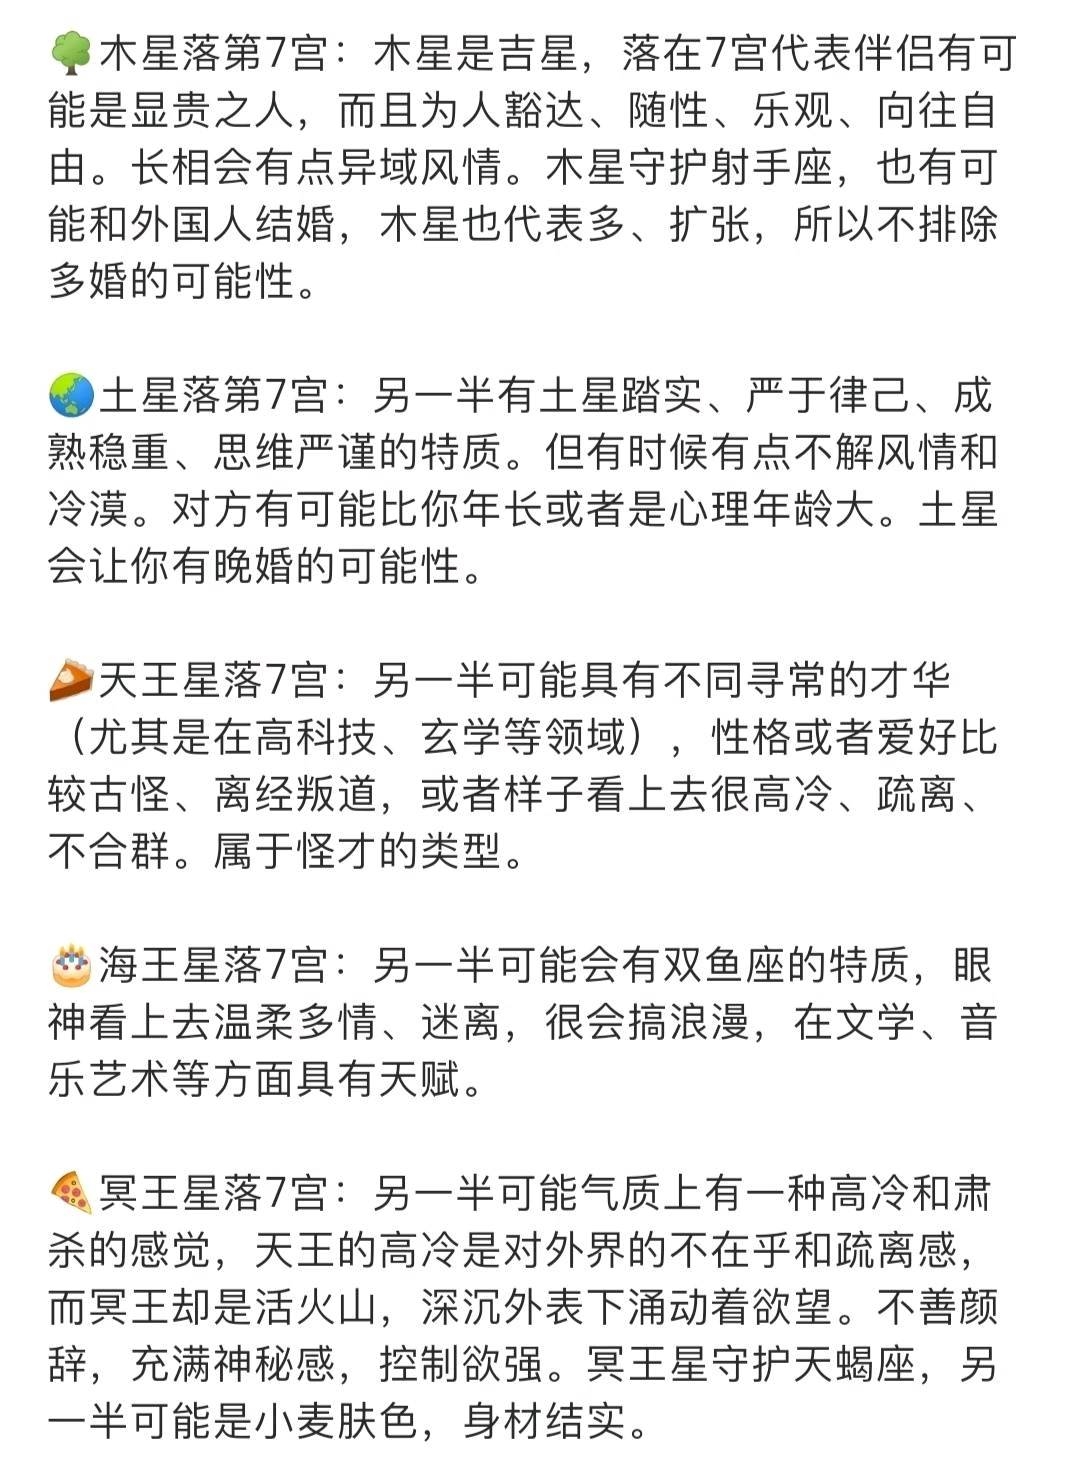 🌳木星落第7宫：木星是吉星，落在7宫代表伴侣有可
能是显贵之人，而且为人豁达、随性、乐观、向往自
由。长相会有点异域风情。木星守护射手座，也有可
能和外国人结婚，木星也代表多、扩张，所以不排除
多婚的可能性。
🌏土星落第7宫：另一半有土星踏实、严于律己、成
熟稳重、思维严谨的特质。但有时候有点不解风情和
冷漠。对方有可能比你年长或者是心理年龄大。土星
会让你有晚婚的可能性。
🥧天王星落7宫：另一半可能具有不同寻常的才华
（尤其是在高科技、玄学等领域），性格或者爱好比
较古怪、离经叛道，或者样子看上去很高冷、疏离、
不合群。属于怪才的类型。
🎂海王星落7宫：另一半可能会有双鱼座的特质，眼
神看上去温柔多情、迷离，很会搞浪漫，在文学、音
乐艺术等方面具有天赋。
🍕冥王星落7宫：另一半可能气质上有一种高冷和肃
杀的感觉，天王的高冷是对外界的不在乎和疏离感，
而冥王却是活火山，深沉外表下涌动着欲望。不善颜
辞，充满神秘感，控制欲强。冥王星守护天蝎座，另
一半可能是小麦肤色，身材结实。